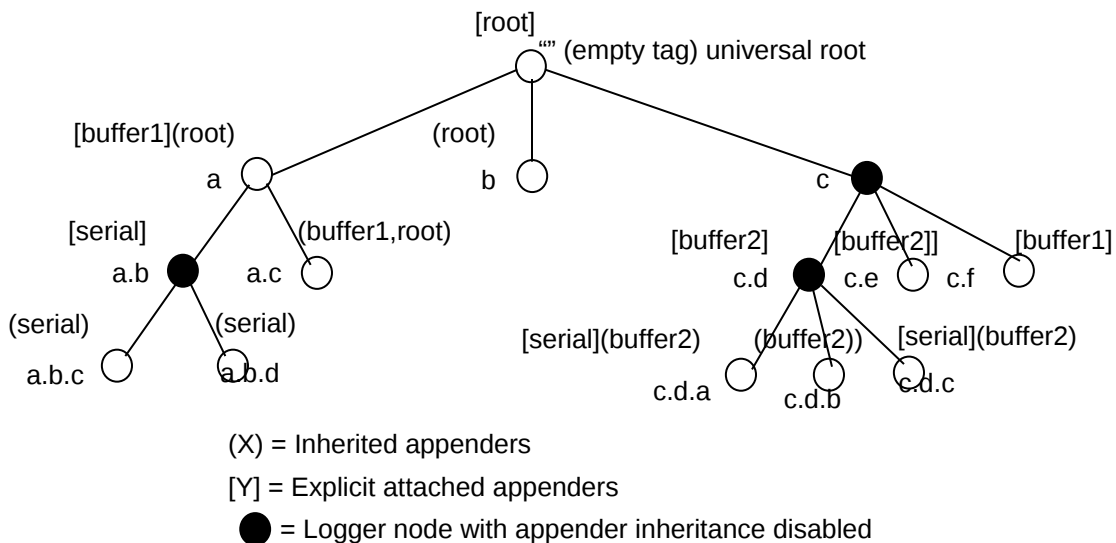 [root]
“” (empty tag) universal root
[buffer1](root)
(root)
a
b
c
[serial]
(buffer1,root)
[buffer2]
[buffer2]]
[buffer1]
a.b
a.c
c.d
c.e
c.f
(serial)
(serial)
[serial](buffer2)
(buffer2))
[serial](buffer2)
a.b.c
a.b.d
c.d.a
c.d.b
c.d.c
(X) = Inherited appenders
[Y] = Explicit attached appenders
= Logger node with appender inheritance disabled